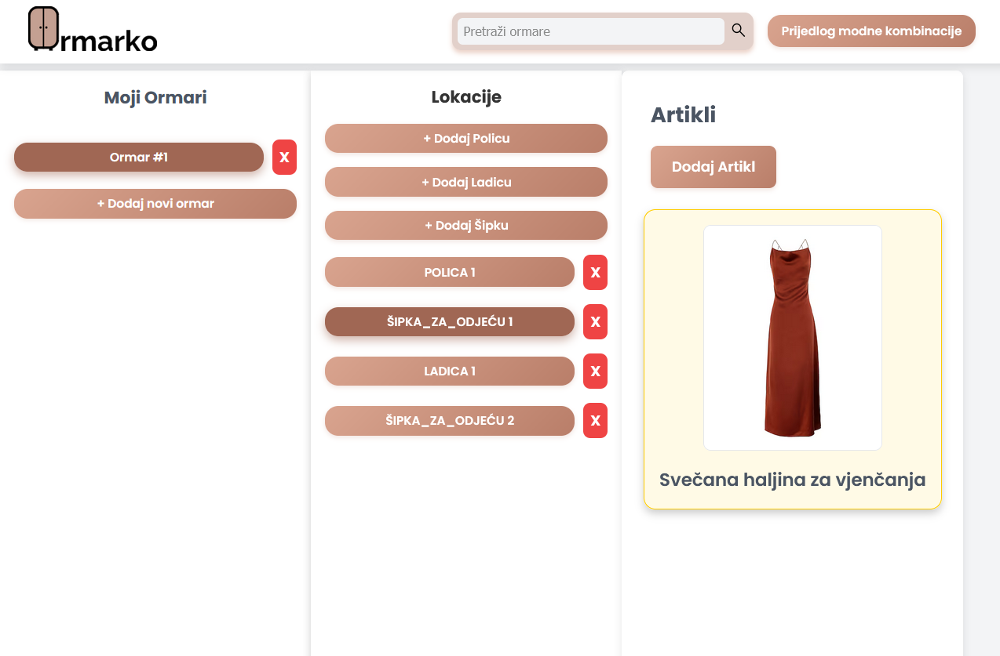 Ormarko
Pretraži ormare
Prijedlog modne kombinacije
Moji Ormari
Ormar #1
X
+ Dodaj novi ormar
Lokacije
+ Dodaj Policu
+ Dodaj Ladicu
+ Dodaj Šipku
POLICA 1
X
ŠIPKA_ZA_ODJEĆU 1
X
LADICA 1
X
ŠIPKA_ZA_ODJEĆU 2
X
Artikli
Dodaj Artikl
Svečana haljina za vjenčanja